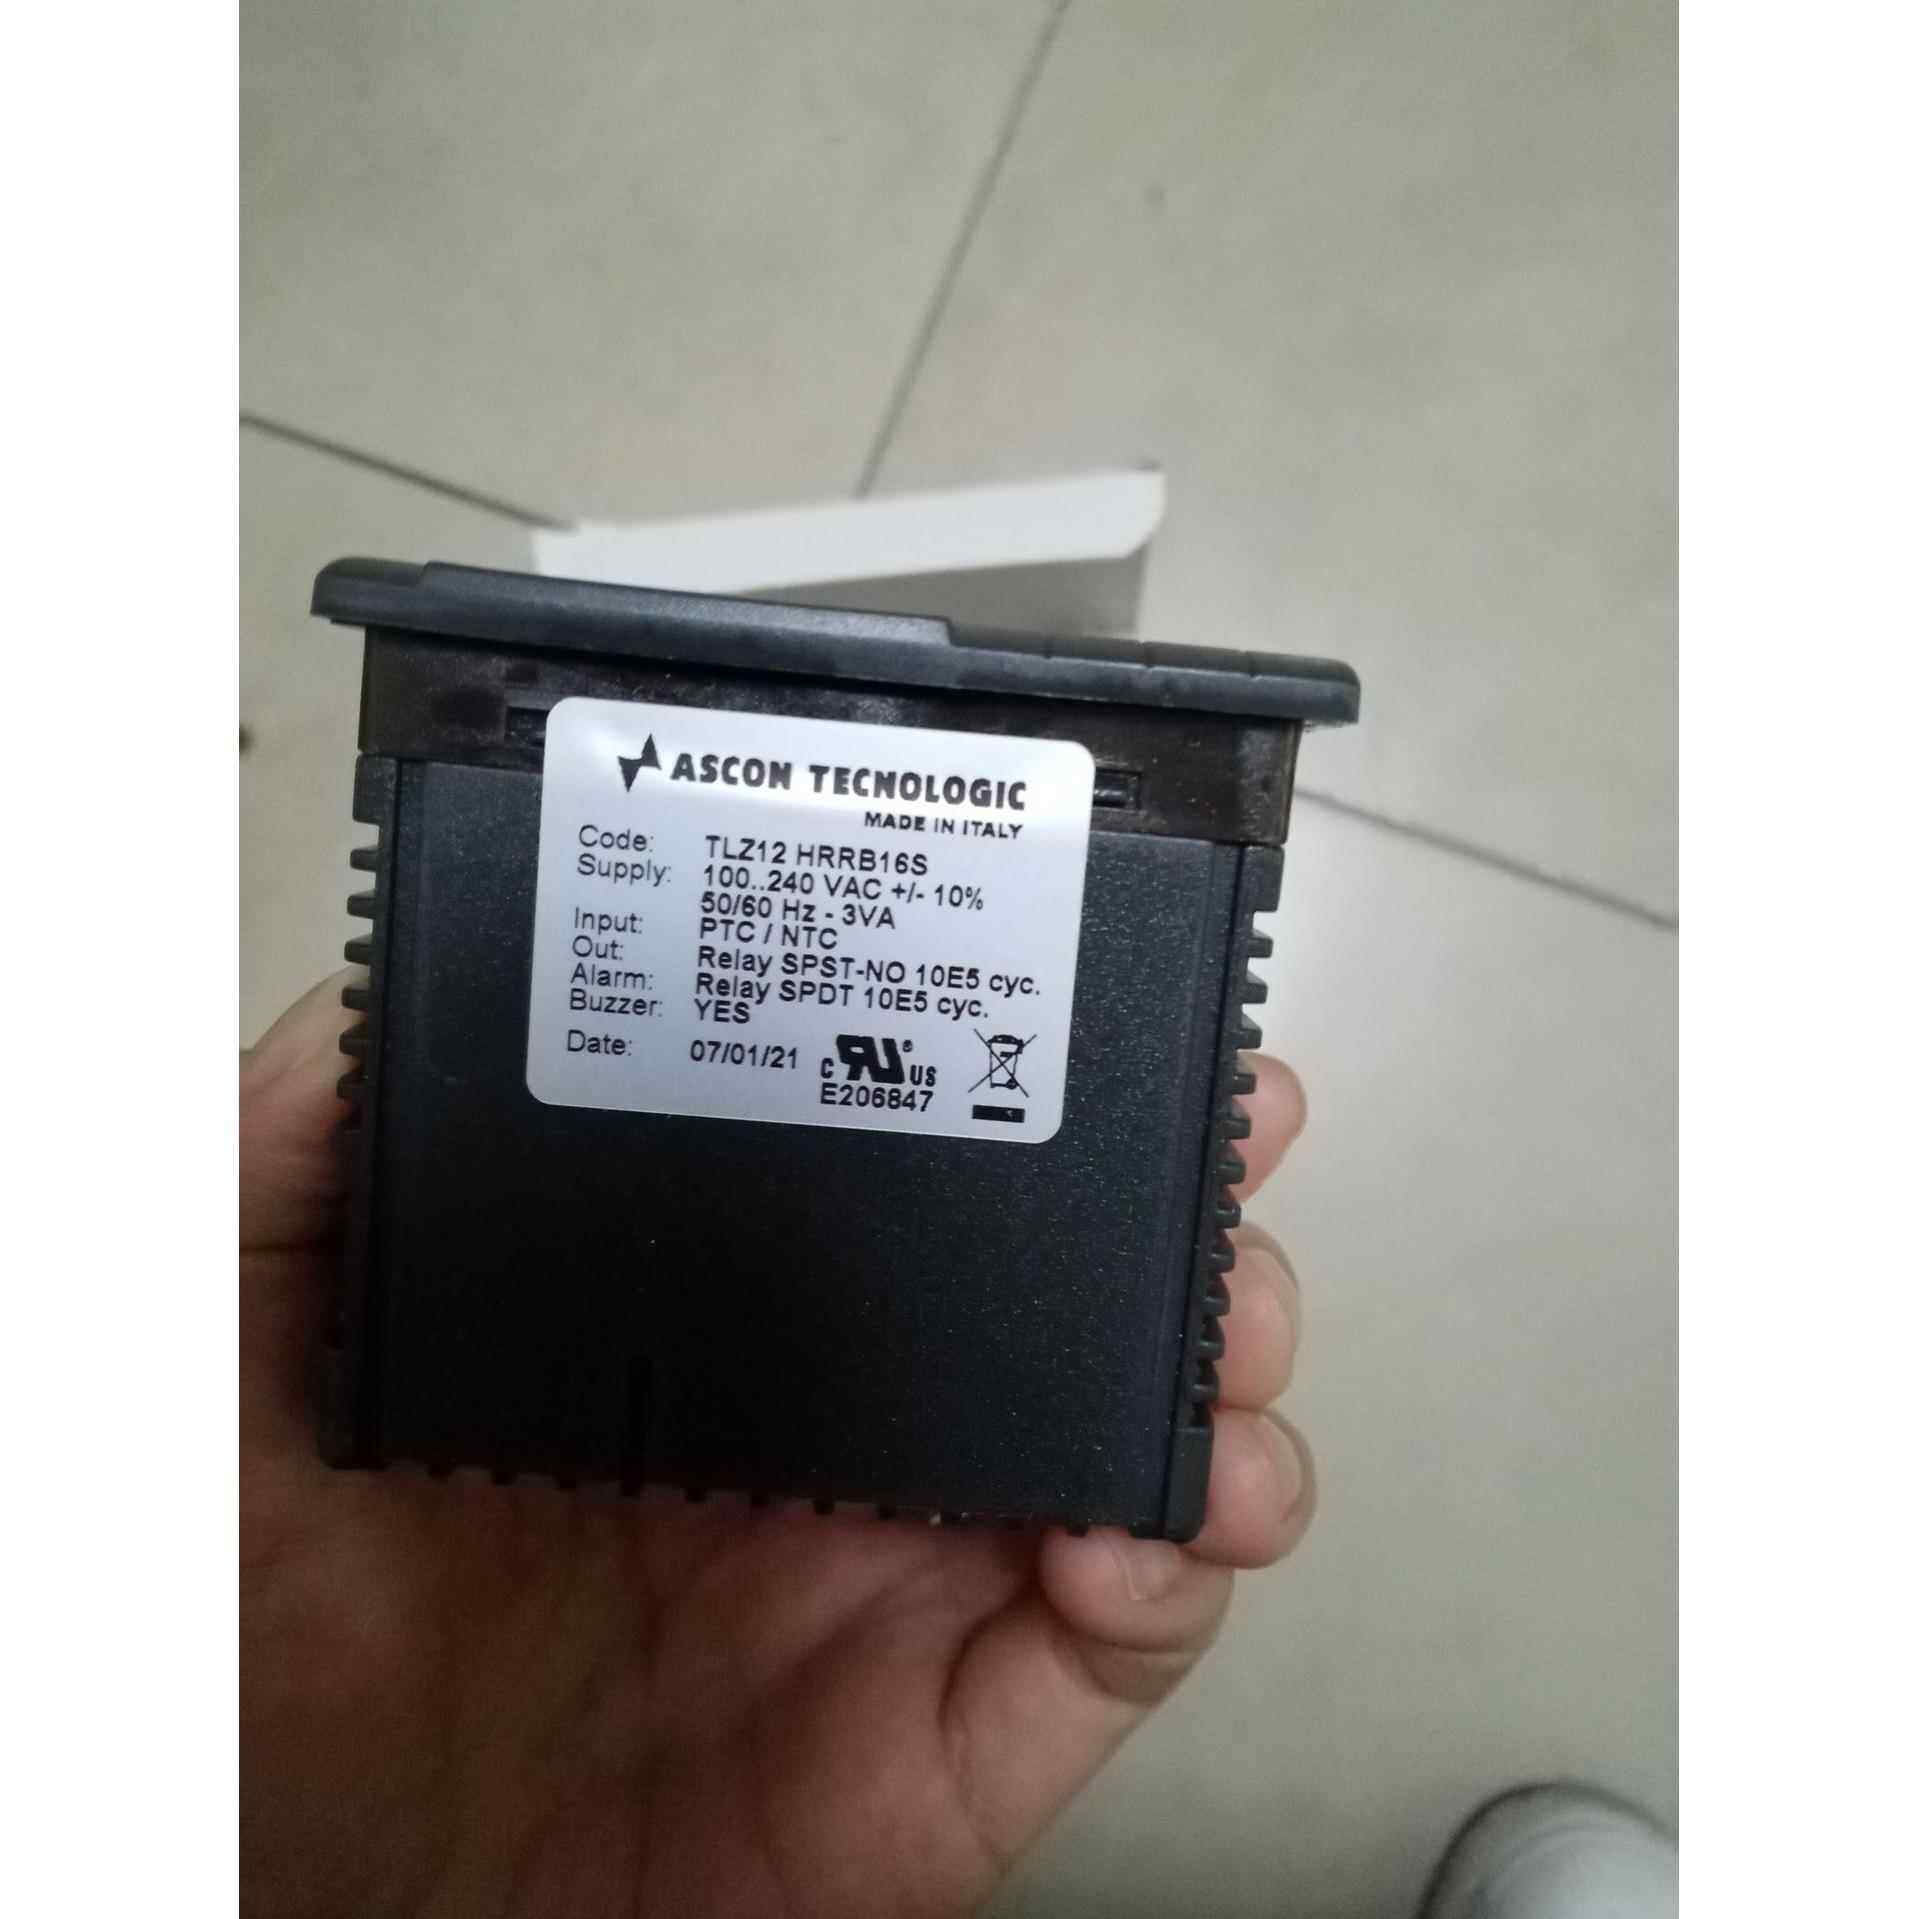 ASCON TECNOLOGIC
MADE IN ITALY
Code: TLZ12 HRRB16S
Supply: 100..240 VAC +/- 10%
50/60 Hz - 3VA
Input: PTC / NTC
Out: Relay SPST-NO 10E5 cyc.
Alarm: Relay SPDT 10E5 cyc.
Buzzer: YES
Date: 07/01/21
c RU® US
E206847